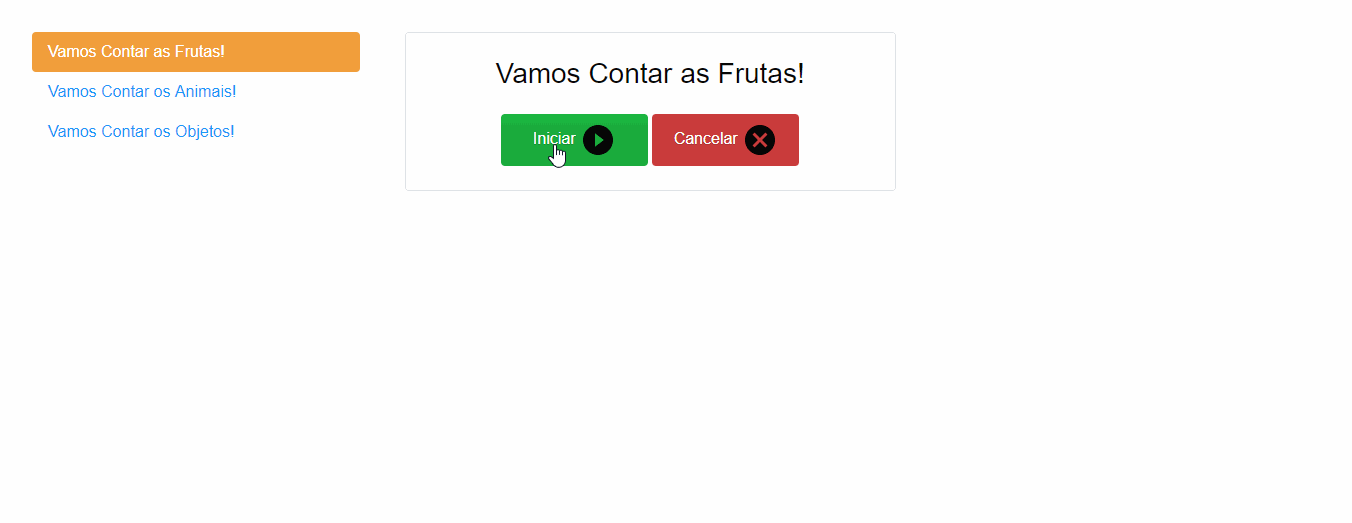 Vamos Contar as Frutas!
Vamos Contar os Animais!
Vamos Contar os Objetos!
Vamos Contar as Frutas!
Iniciar
Cancelar